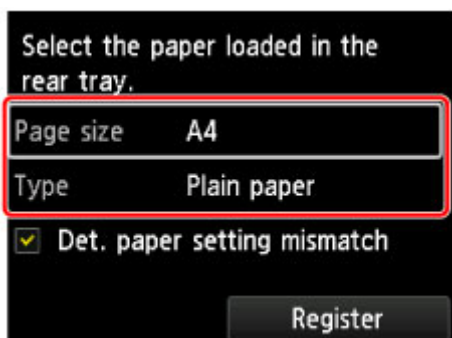 Select the paper loaded in the
rear tray.
Page size A4
Type Plain paper
Det. paper setting mismatch
Register